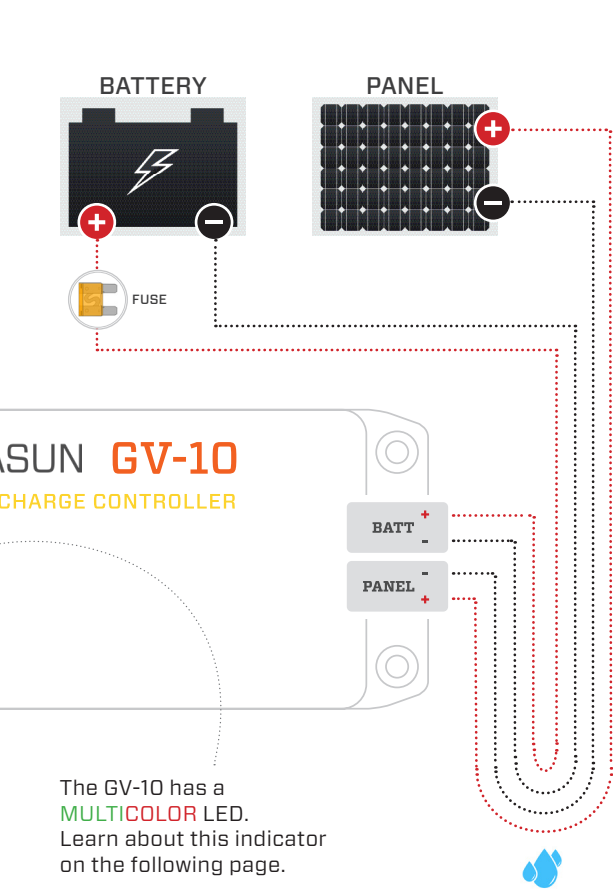 BATTERY
PANEL
+
-
+
-
FUSE
ASUN GV-10
CHARGE CONTROLLER
BATT + -
PANEL - +
The GV-10 has a
MULTICOLOR LED.
Learn about this indicator
on the following page.